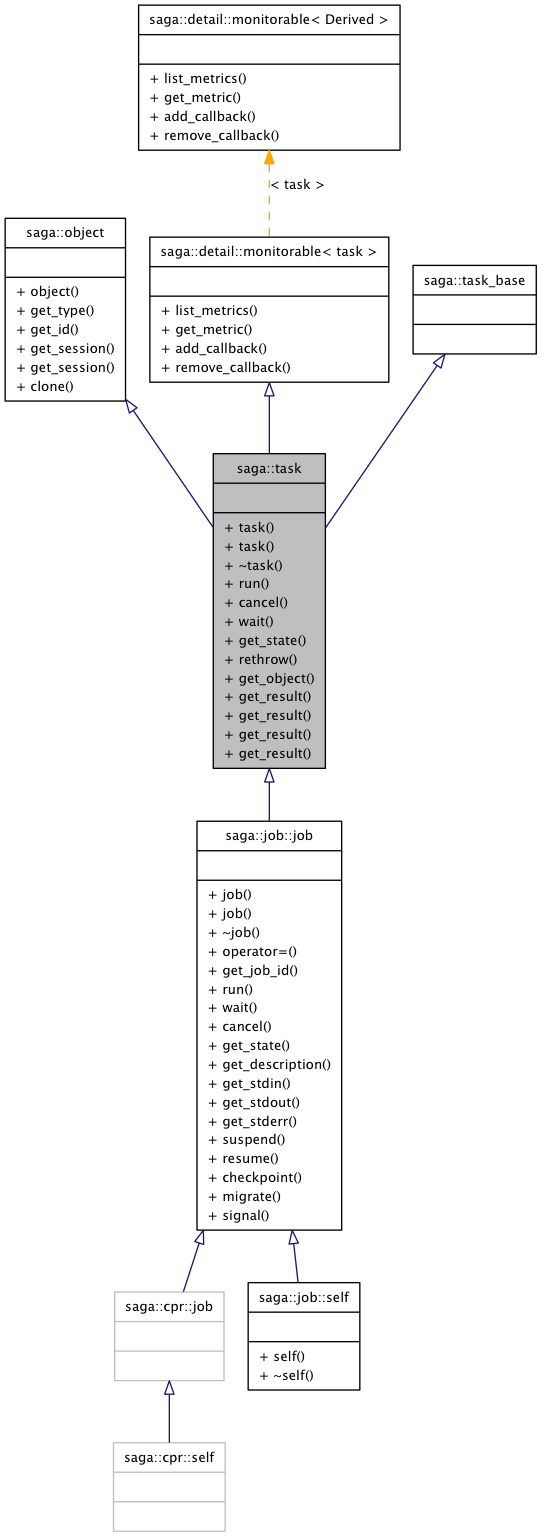 saga::detail::monitorable< Derived >
+ list_metrics()
+ get_metric()
+ add_callback()
+ remove_callback()
< task >
saga::object
+ object()
+ get_type()
+ get_id()
+ get_session()
+ get_session()
+ clone()
saga::detail::monitorable< task >
+ list_metrics()
+ get_metric()
+ add_callback()
+ remove_callback()
saga::task_base
saga::task
+ task()
+ task()
+ ~task()
+ run()
+ cancel()
+ wait()
+ get_state()
+ rethrow()
+ get_object()
+ get_result()
+ get_result()
+ get_result()
+ get_result()
saga::job::job
+ job()
+ job()
+ ~job()
+ operator=()
+ get_job_id()
+ run()
+ wait()
+ cancel()
+ get_state()
+ get_description()
+ get_stdin()
+ get_stdout()
+ get_stderr()
+ suspend()
+ resume()
+ checkpoint()
+ migrate()
+ signal()
saga::cpr::job
saga::job::self
+ self()
+ ~self()
saga::cpr::self